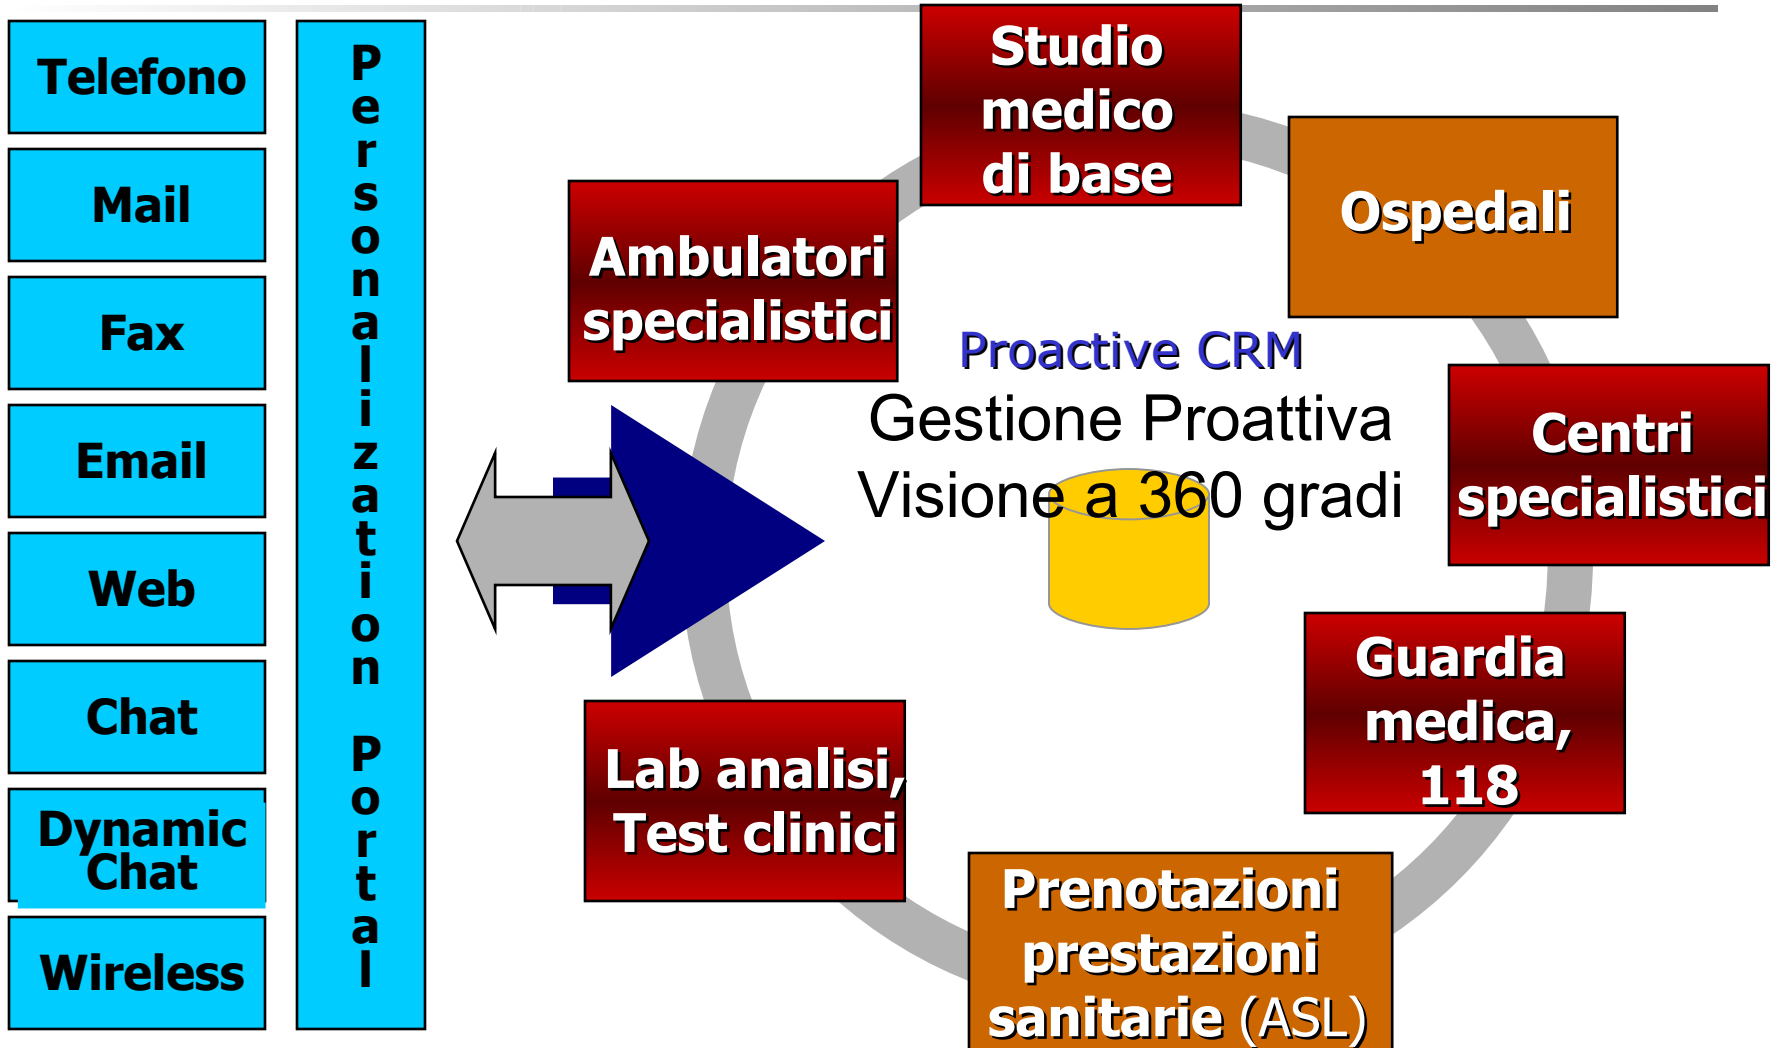 Telefono
Mail
Fax
Email
Web
Chat
Dynamic
Chat
Wireless
Personalization Portal
Studio
medico
di base
Ospedali
Ambulatori
specialistici
Proactive CRM
Gestione Proattiva
Visione a 360 gradi
Centri
specialistici
Guardia
medica,
118
Lab analisi,
Test clinici
Prenotazioni
prestazioni
sanitarie (ASL)